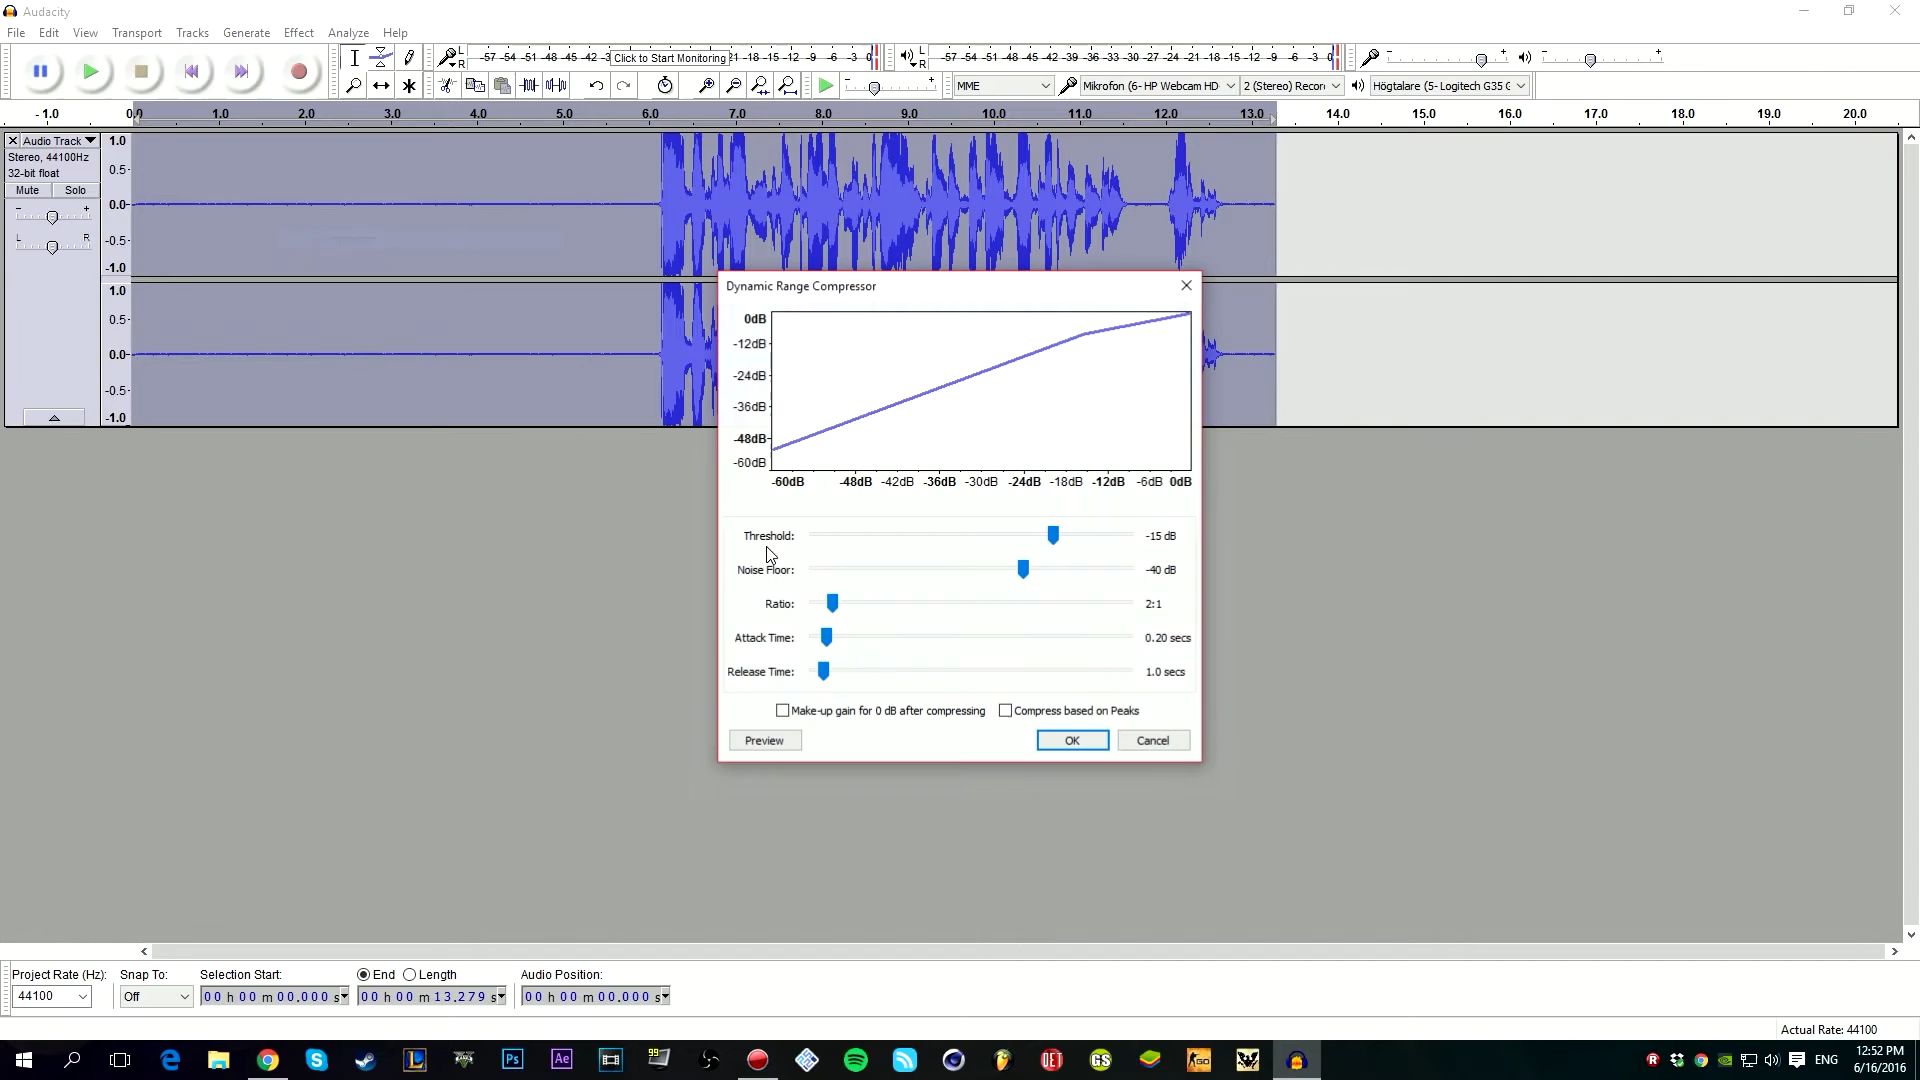 Audacity
File Edit View Transport Tracks Generate Effect Analyze Help
L R -57 -54 -51 -48 -45 -42 Click to Start Monitoring 21 -18 -15 -12 -9 -6 -3 0
L R -57 -54 -51 -48 -45 -42 -39 -36 -33 -30 -27 -24 -21 -18 -15 -12 -9 -6 -3 0
MME Mikrofon (6- HP Webcam HD 2 (Stereo) Recor Högtalare (5- Logitech G35 G
-1.0 0.0 1.0 2.0 3.0 4.0 5.0 6.0 7.0 8.0 9.0 10.0 11.0 12.0 13.0 14.0 15.0 16.0 17.0 18.0 19.0 20.0
Audio Track
Stereo, 44100Hz
32-bit float
Mute Solo
- +
L R
1.0
0.5
0.0
-0.5
-1.0
1.0
0.5
0.0
-0.5
-1.0
Dynamic Range Compressor
0dB
-12dB
-24dB
-36dB
-48dB
-60dB
-60dB -48dB -42dB -36dB -30dB -24dB -18dB -12dB -6dB 0dB
Threshold: -15 dB
Noise Floor: -40 dB
Ratio: 2:1
Attack Time: 0.20 secs
Release Time: 1.0 secs
Make-up gain for 0 dB after compressing Compress based on Peaks
Preview OK Cancel
Project Rate (Hz): Snap To: Selection Start: End Length Audio Position:
44100 Off 00 h 00 m 00.000 s 00 h 00 m 13.279 s 00 h 00 m 00.000 s
Actual Rate: 44100
Ps Ae 99 GS GO ENG
12:52 PM
6/16/2016